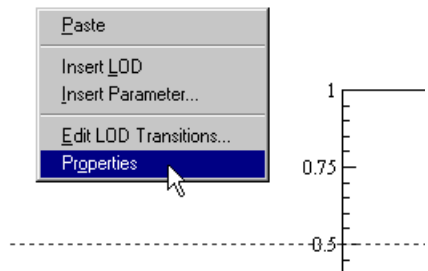 Paste
Insert LOD
Insert Parameter...
Edit LOD Transitions...
Properties
1
0.75
0.5